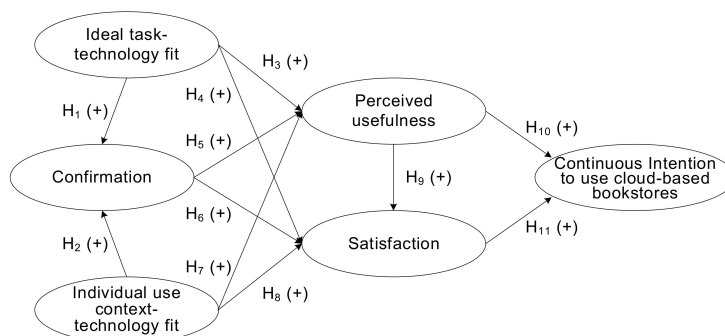 Ideal task-
technology fit
H3 (+)
H4 (+)
H1 (+)
Perceived
usefulness
H5 (+)
H10 (+)
Confirmation
H9 (+)
Continuous Intention
to use cloud-based
bookstores
H6 (+)
H2 (+)
H7 (+)
Satisfaction
H11 (+)
Individual use
context-
technology fit
H8 (+)